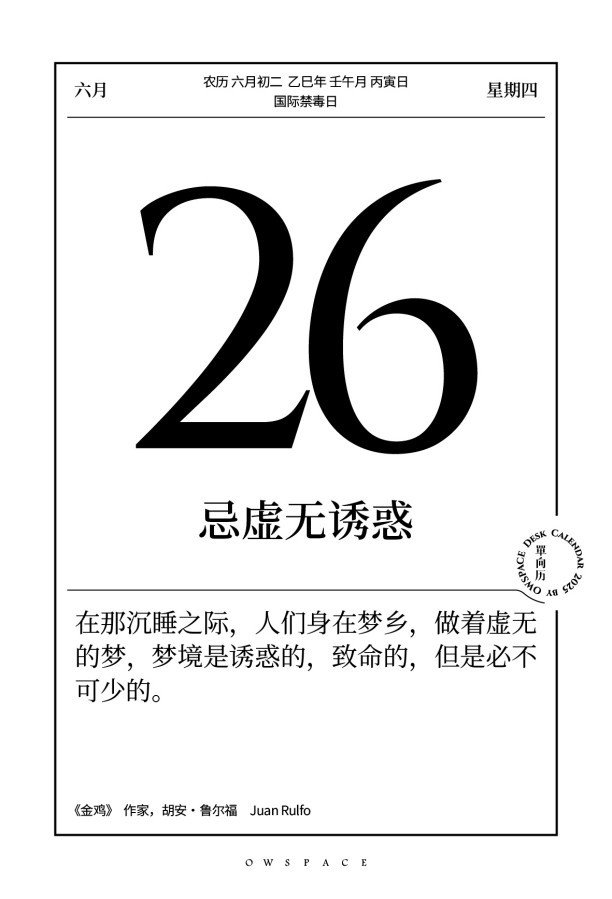 六月
农历 六月初二 乙巳年 壬午月 丙寅日
国际禁毒日
星期四
26
忌虚无诱惑
DESK CALENDAR 2025 BY OWSPACE
單向历
在那沉睡之际，人们身在梦乡，做着虚无
的梦，梦境是诱惑的，致命的，但是必不
可少的。
《金鸡》 作家，胡安·鲁尔福 Juan Rulfo
OWSPACE